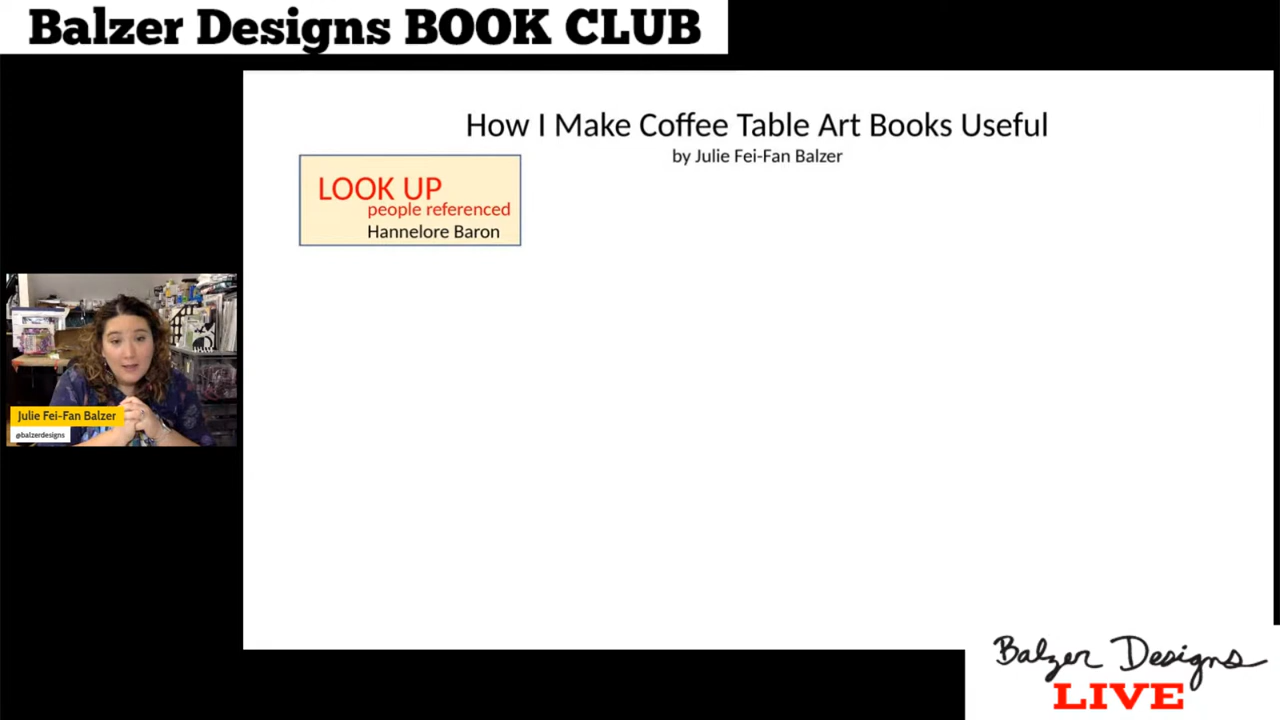 Balzer Designs BOOK CLUB
How I Make Coffee Table Art Books Useful
by Julie Fei-Fan Balzer
LOOK UP
people referenced
Hannelore Baron
Julie Fei-Fan Balzer
@balzerdesigns
Balzer Designs
LIVE